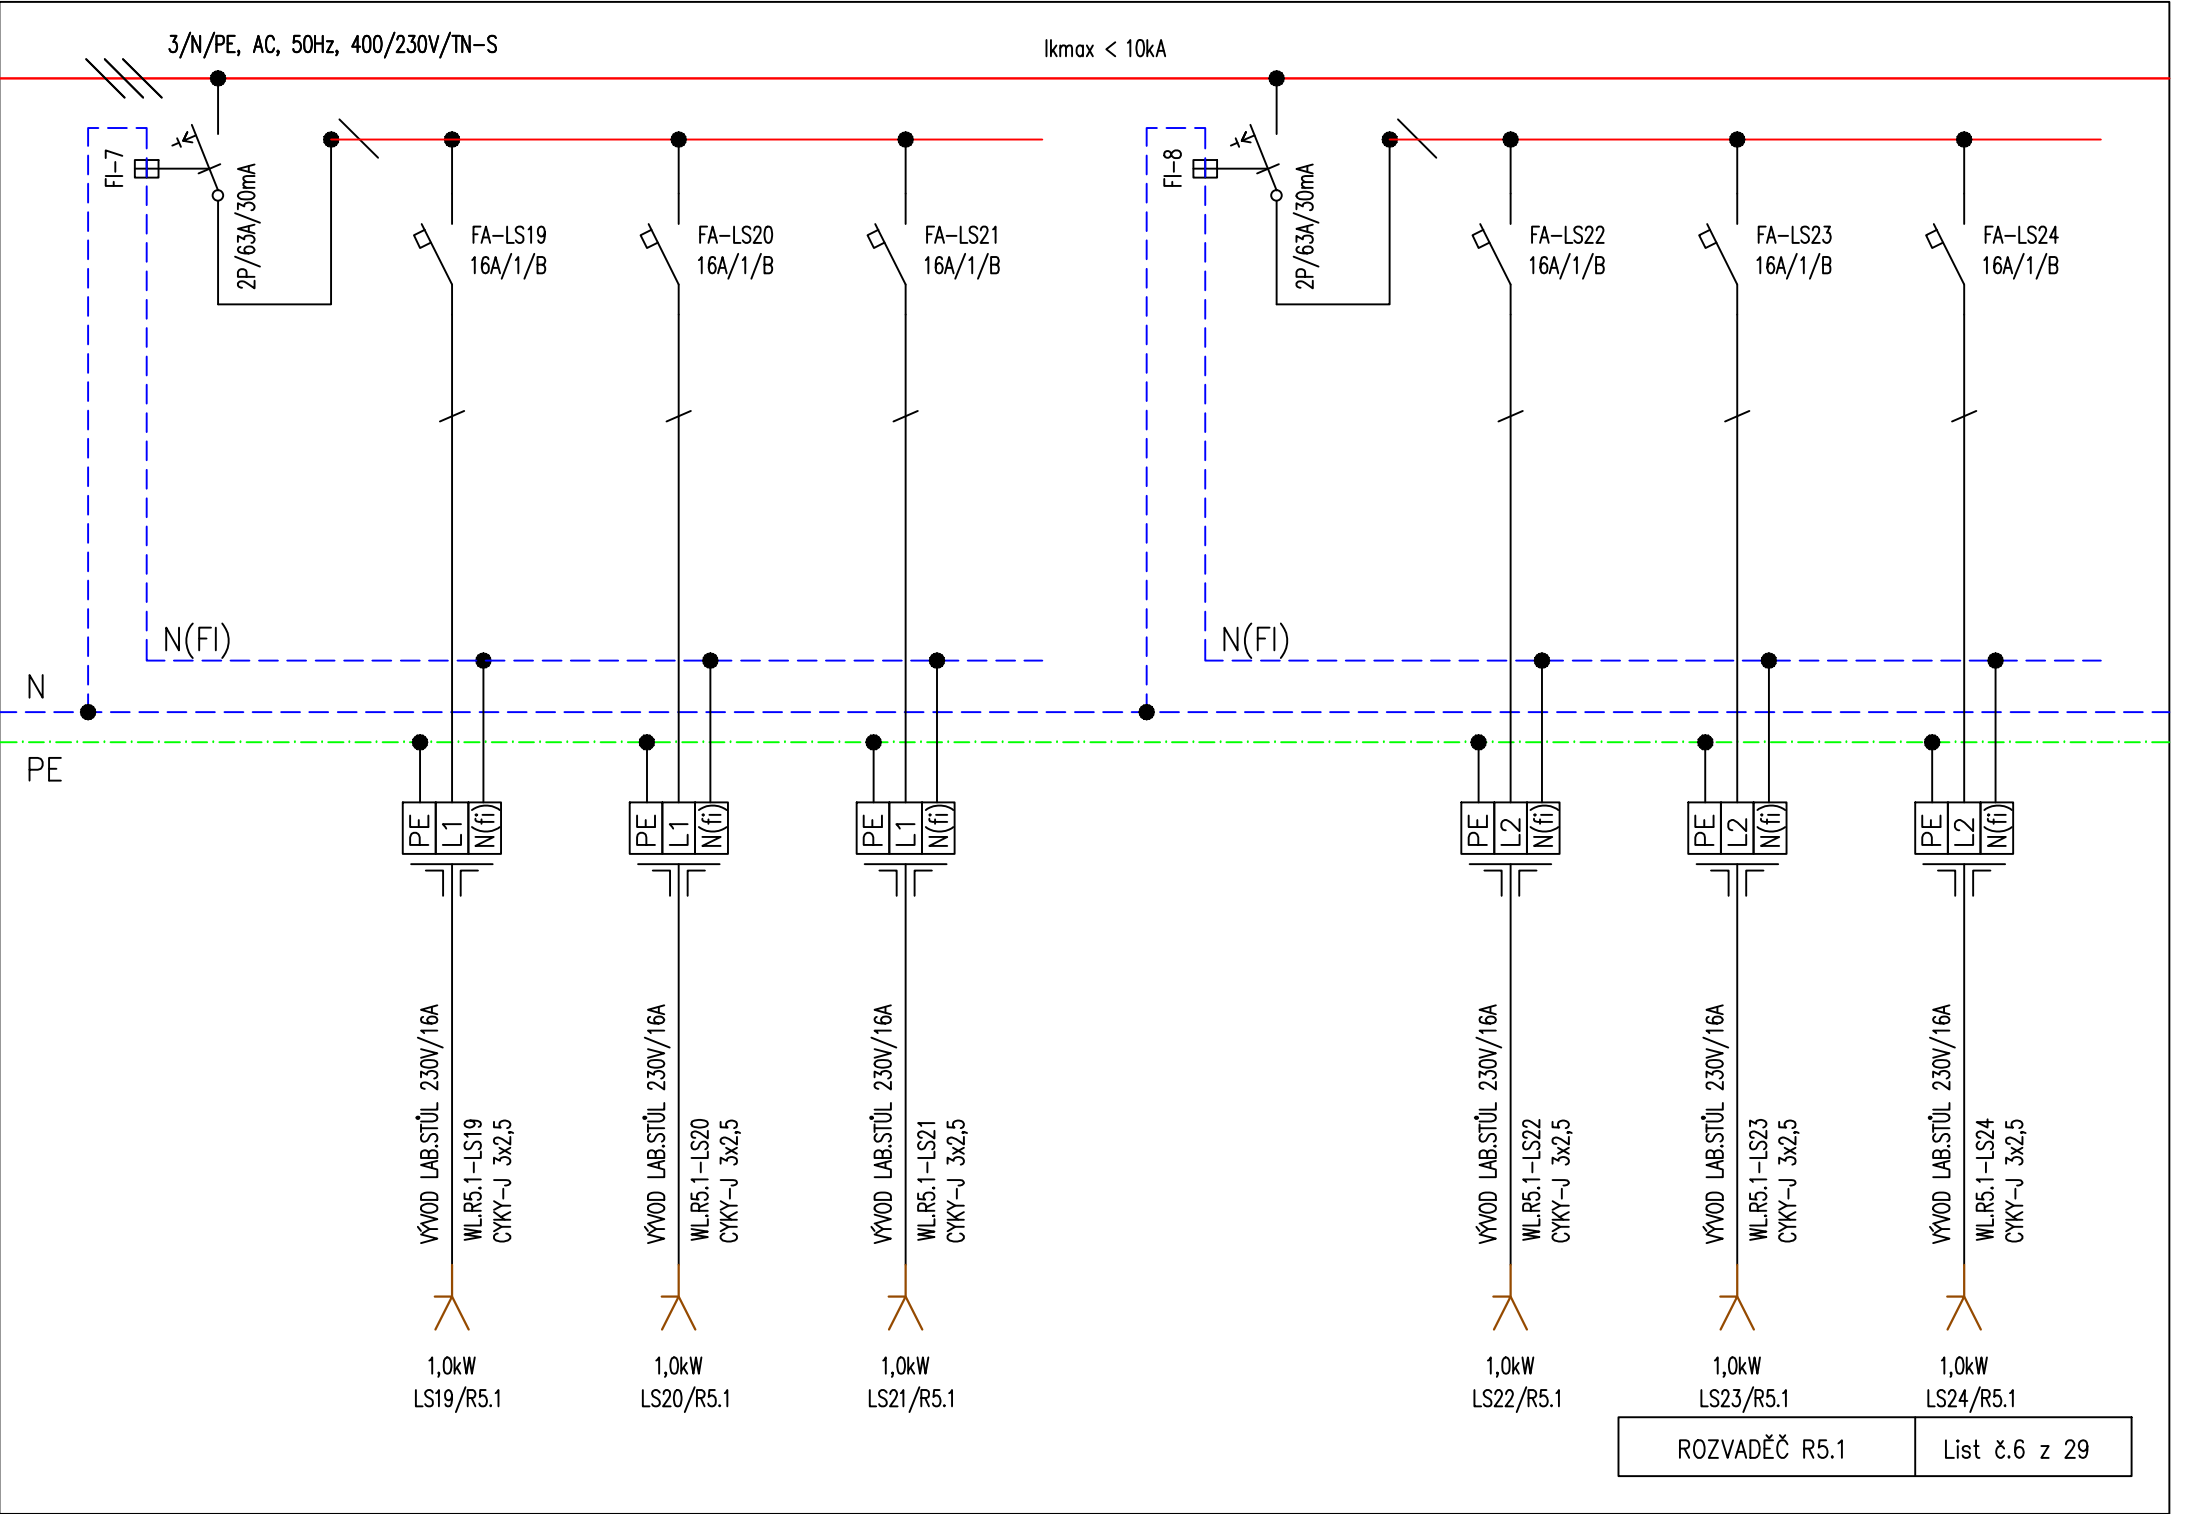 3/N/PE, AC, 50Hz, 400/230V/TN-S
Ikmax < 10kA
FI-7
2P/63A/30mA
FA-LS19
16A/1/B
FA-LS20
16A/1/B
FA-LS21
16A/1/B
FI-8
2P/63A/30mA
FA-LS22
16A/1/B
FA-LS23
16A/1/B
FA-LS24
16A/1/B
N(FI)
N(FI)
N
PE
PE L1 N(fi)
PE L1 N(fi)
PE L1 N(fi)
PE L2 N(fi)
PE L2 N(fi)
PE L2 N(fi)
VÝVOD LAB.STŮL 230V/16A
WL.R5.1-LS19
CYKY-J 3x2,5
VÝVOD LAB.STŮL 230V/16A
WL.R5.1-LS20
CYKY-J 3x2,5
VÝVOD LAB.STŮL 230V/16A
WL.R5.1-LS21
CYKY-J 3x2,5
VÝVOD LAB.STŮL 230V/16A
WL.R5.1-LS22
CYKY-J 3x2,5
VÝVOD LAB.STŮL 230V/16A
WL.R5.1-LS23
CYKY-J 3x2,5
VÝVOD LAB.STŮL 230V/16A
WL.R5.1-LS24
CYKY-J 3x2,5
1,0kW
LS19/R5.1
1,0kW
LS20/R5.1
1,0kW
LS21/R5.1
1,0kW
LS22/R5.1
1,0kW
LS23/R5.1
1,0kW
LS24/R5.1
ROZVADĚČ R5.1
List č.6 z 29